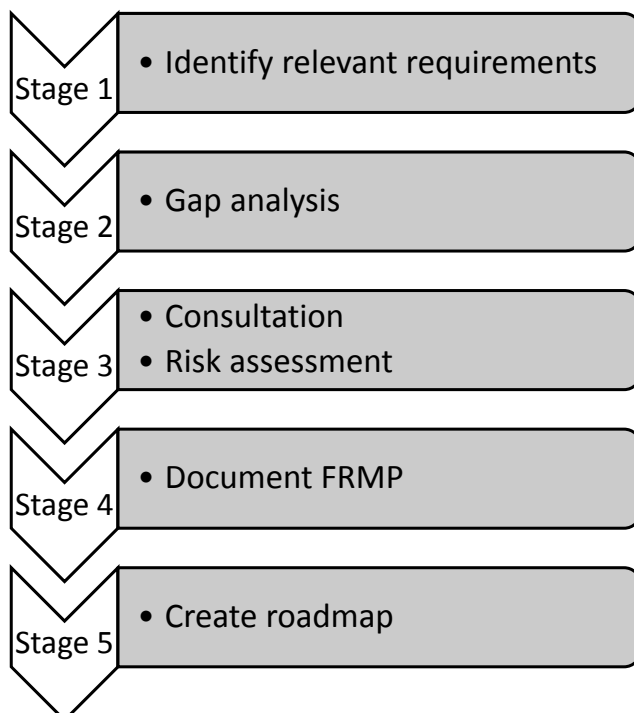 Stage 1
• Identify relevant requirements
Stage 2
• Gap analysis
Stage 3
• Consultation
• Risk assessment
Stage 4
• Document FRMP
Stage 5
• Create roadmap